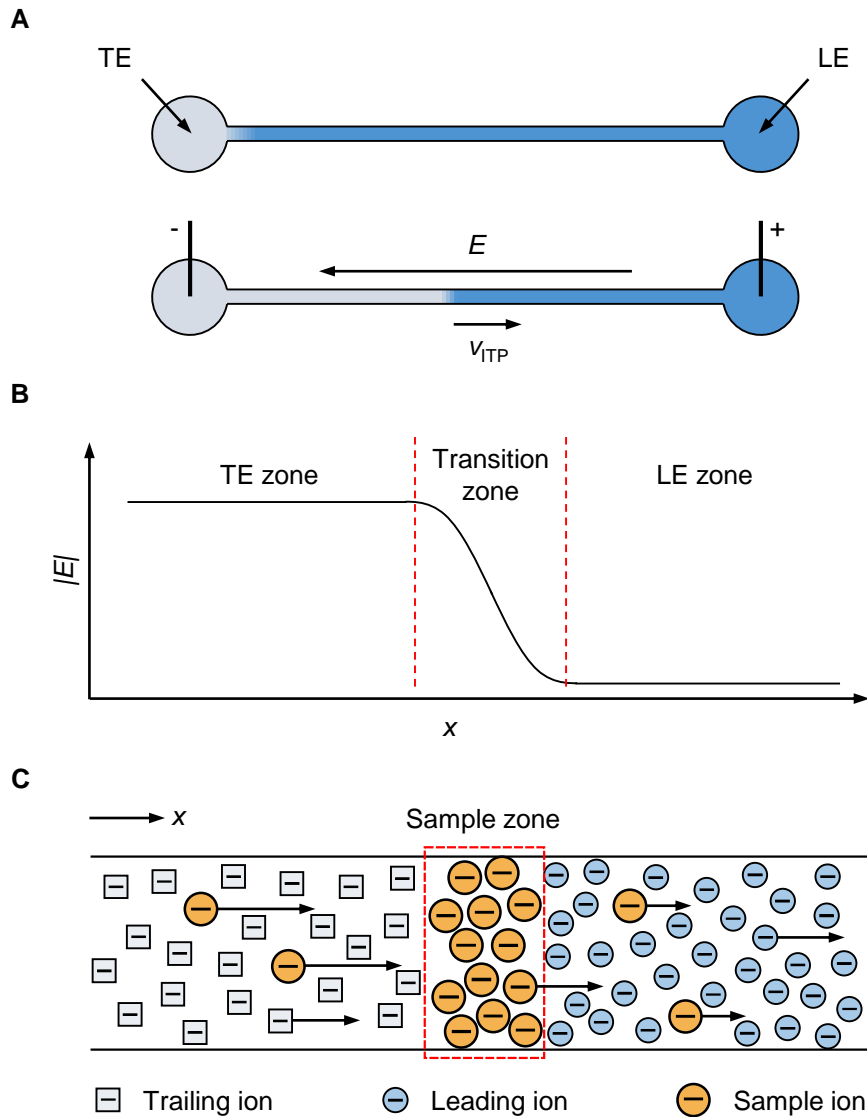 A
TE
LE
-
+
E
vITP
B
TE zone
Transition
zone
LE zone
|E|
x
C
x
Sample zone
Trailing ion
Leading ion
Sample ion